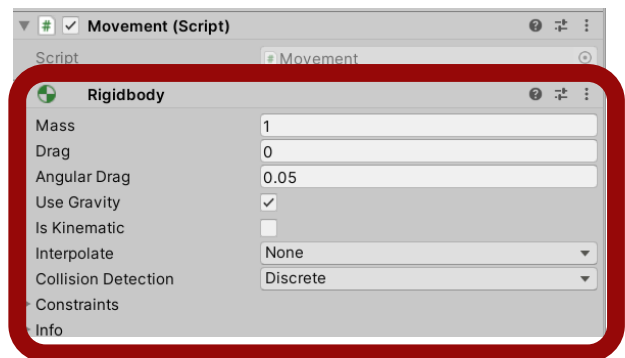 Movement (Script)
Script Movement
Rigidbody
Mass 1
Drag 0
Angular Drag 0.05
Use Gravity
Is Kinematic
Interpolate None
Collision Detection Discrete
Constraints
Info